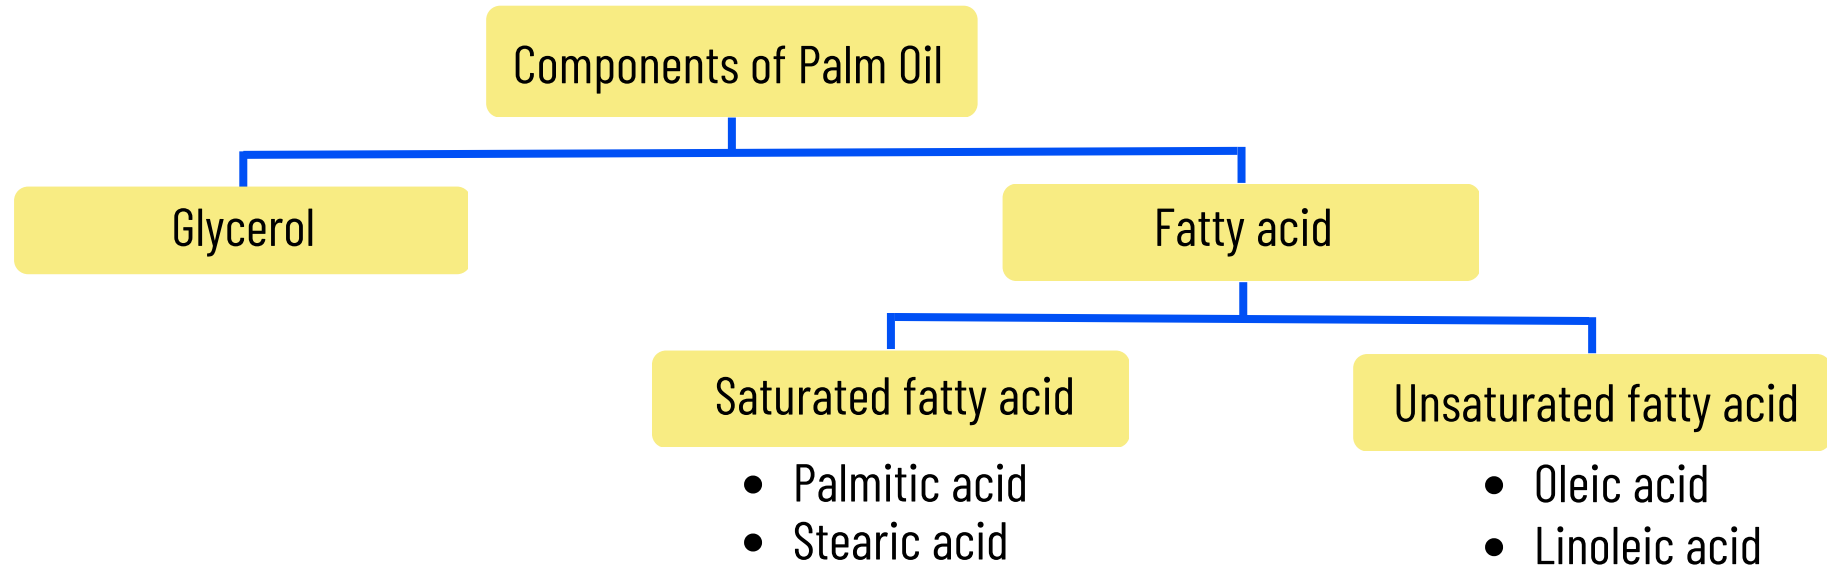 Components of Palm Oil
Glycerol
Fatty acid
Saturated fatty acid
Unsaturated fatty acid
• Palmitic acid
• Stearic acid
• Oleic acid
• Linoleic acid